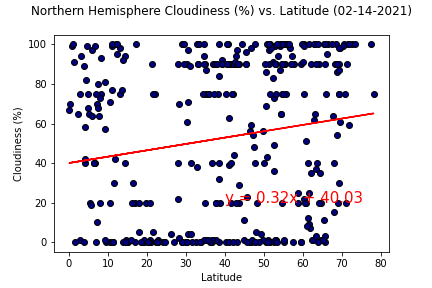 Northern Hemisphere Cloudiness (%) vs. Latitude (02-14-2021)
100
80
60
40
20
0
Cloudiness (%)
y = 0.32x + 40.03
0 10 20 30 40 50 60 70 80
Latitude